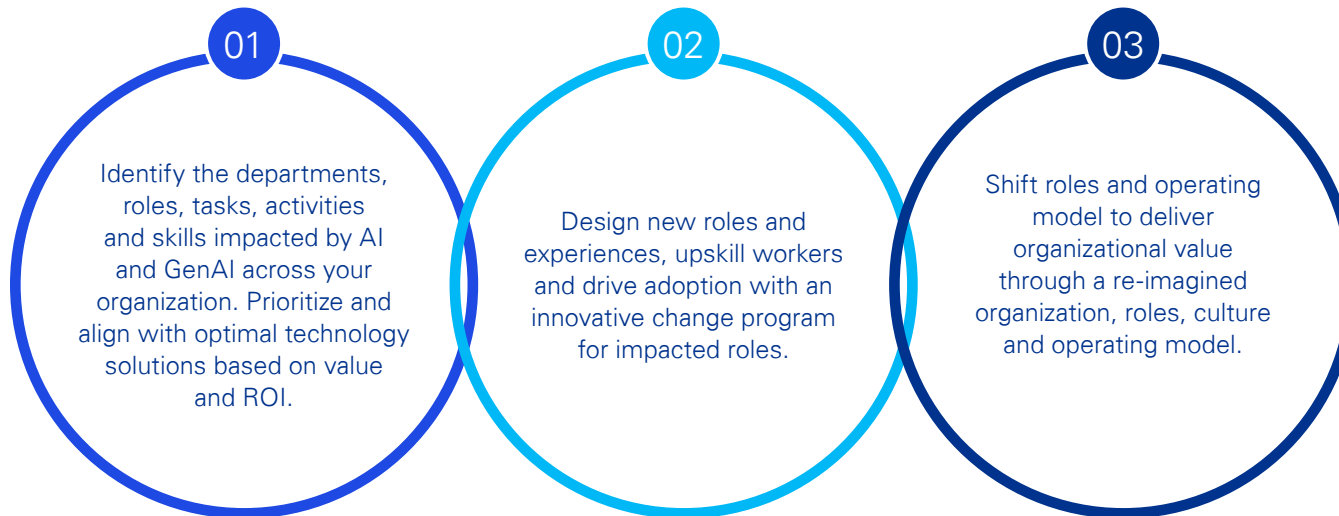 01
Identify the departments,
roles, tasks, activities
and skills impacted by AI
and GenAI across your
organization. Prioritize and
align with optimal technology
solutions based on value
and ROI.
02
Design new roles and
experiences, upskill workers
and drive adoption with an
innovative change program
for impacted roles.
03
Shift roles and operating
model to deliver
organizational value
through a re-imagined
organization, roles, culture
and operating model.